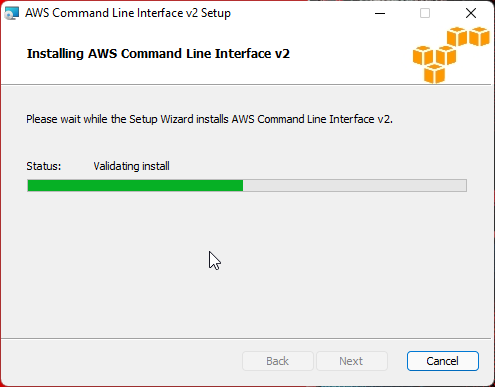 AWS Command Line Interface v2 Setup
Installing AWS Command Line Interface v2
Please wait while the Setup Wizard installs AWS Command Line Interface v2.
Status: Validating install
Back Next Cancel